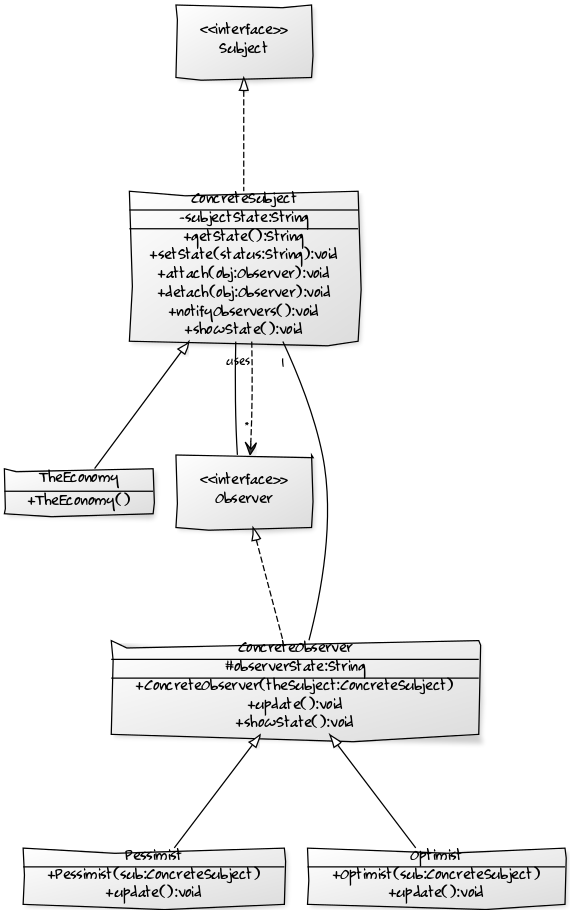 <<interface>>
Subject
ConcreteSubject
-subjectState:String
+getState():String
+setState(status:String):void
+attach(obj:Observer):void
+detach(obj:Observer):void
+notifyObservers():void
+showState():void
uses
1
*
TheEconomy
+TheEconomy()
<<interface>>
Observer
ConcreteObserver
#observerState:String
+ConcreteObserver(theSubject:ConcreteSubject)
+update():void
+showState():void
Pessimist
+Pessimist(sub:ConcreteSubject)
+update():void
Optimist
+Optimist(sub:ConcreteSubject)
+update():void